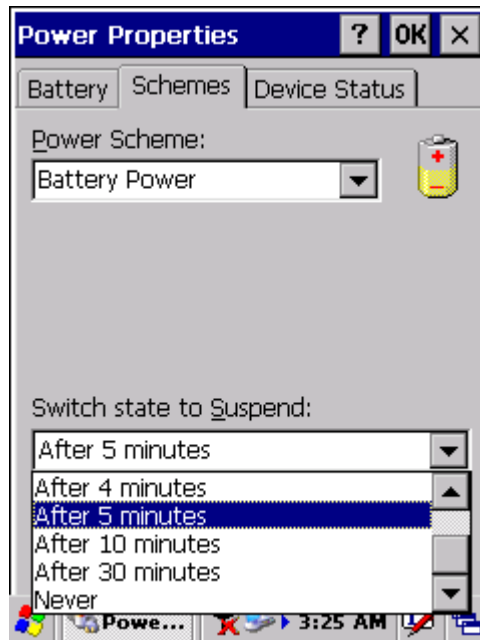 Power Properties ? OK ×
Battery Schemes Device Status
Power Scheme:
Battery Power
Switch state to Suspend:
After 5 minutes
After 4 minutes
After 5 minutes
After 10 minutes
After 30 minutes
Never
Powe... 3:25 AM